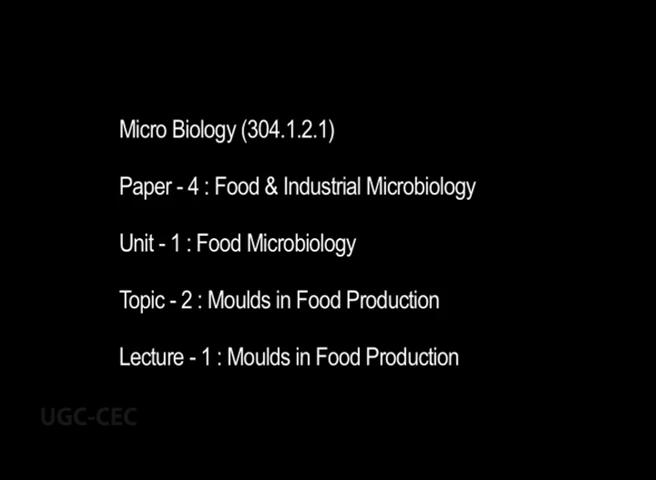 Micro Biology (304.1.2.1)
Paper - 4 : Food & Industrial Microbiology
Unit - 1 : Food Microbiology
Topic - 2 : Moulds in Food Production
Lecture - 1 : Moulds in Food Production
UGC-CEC